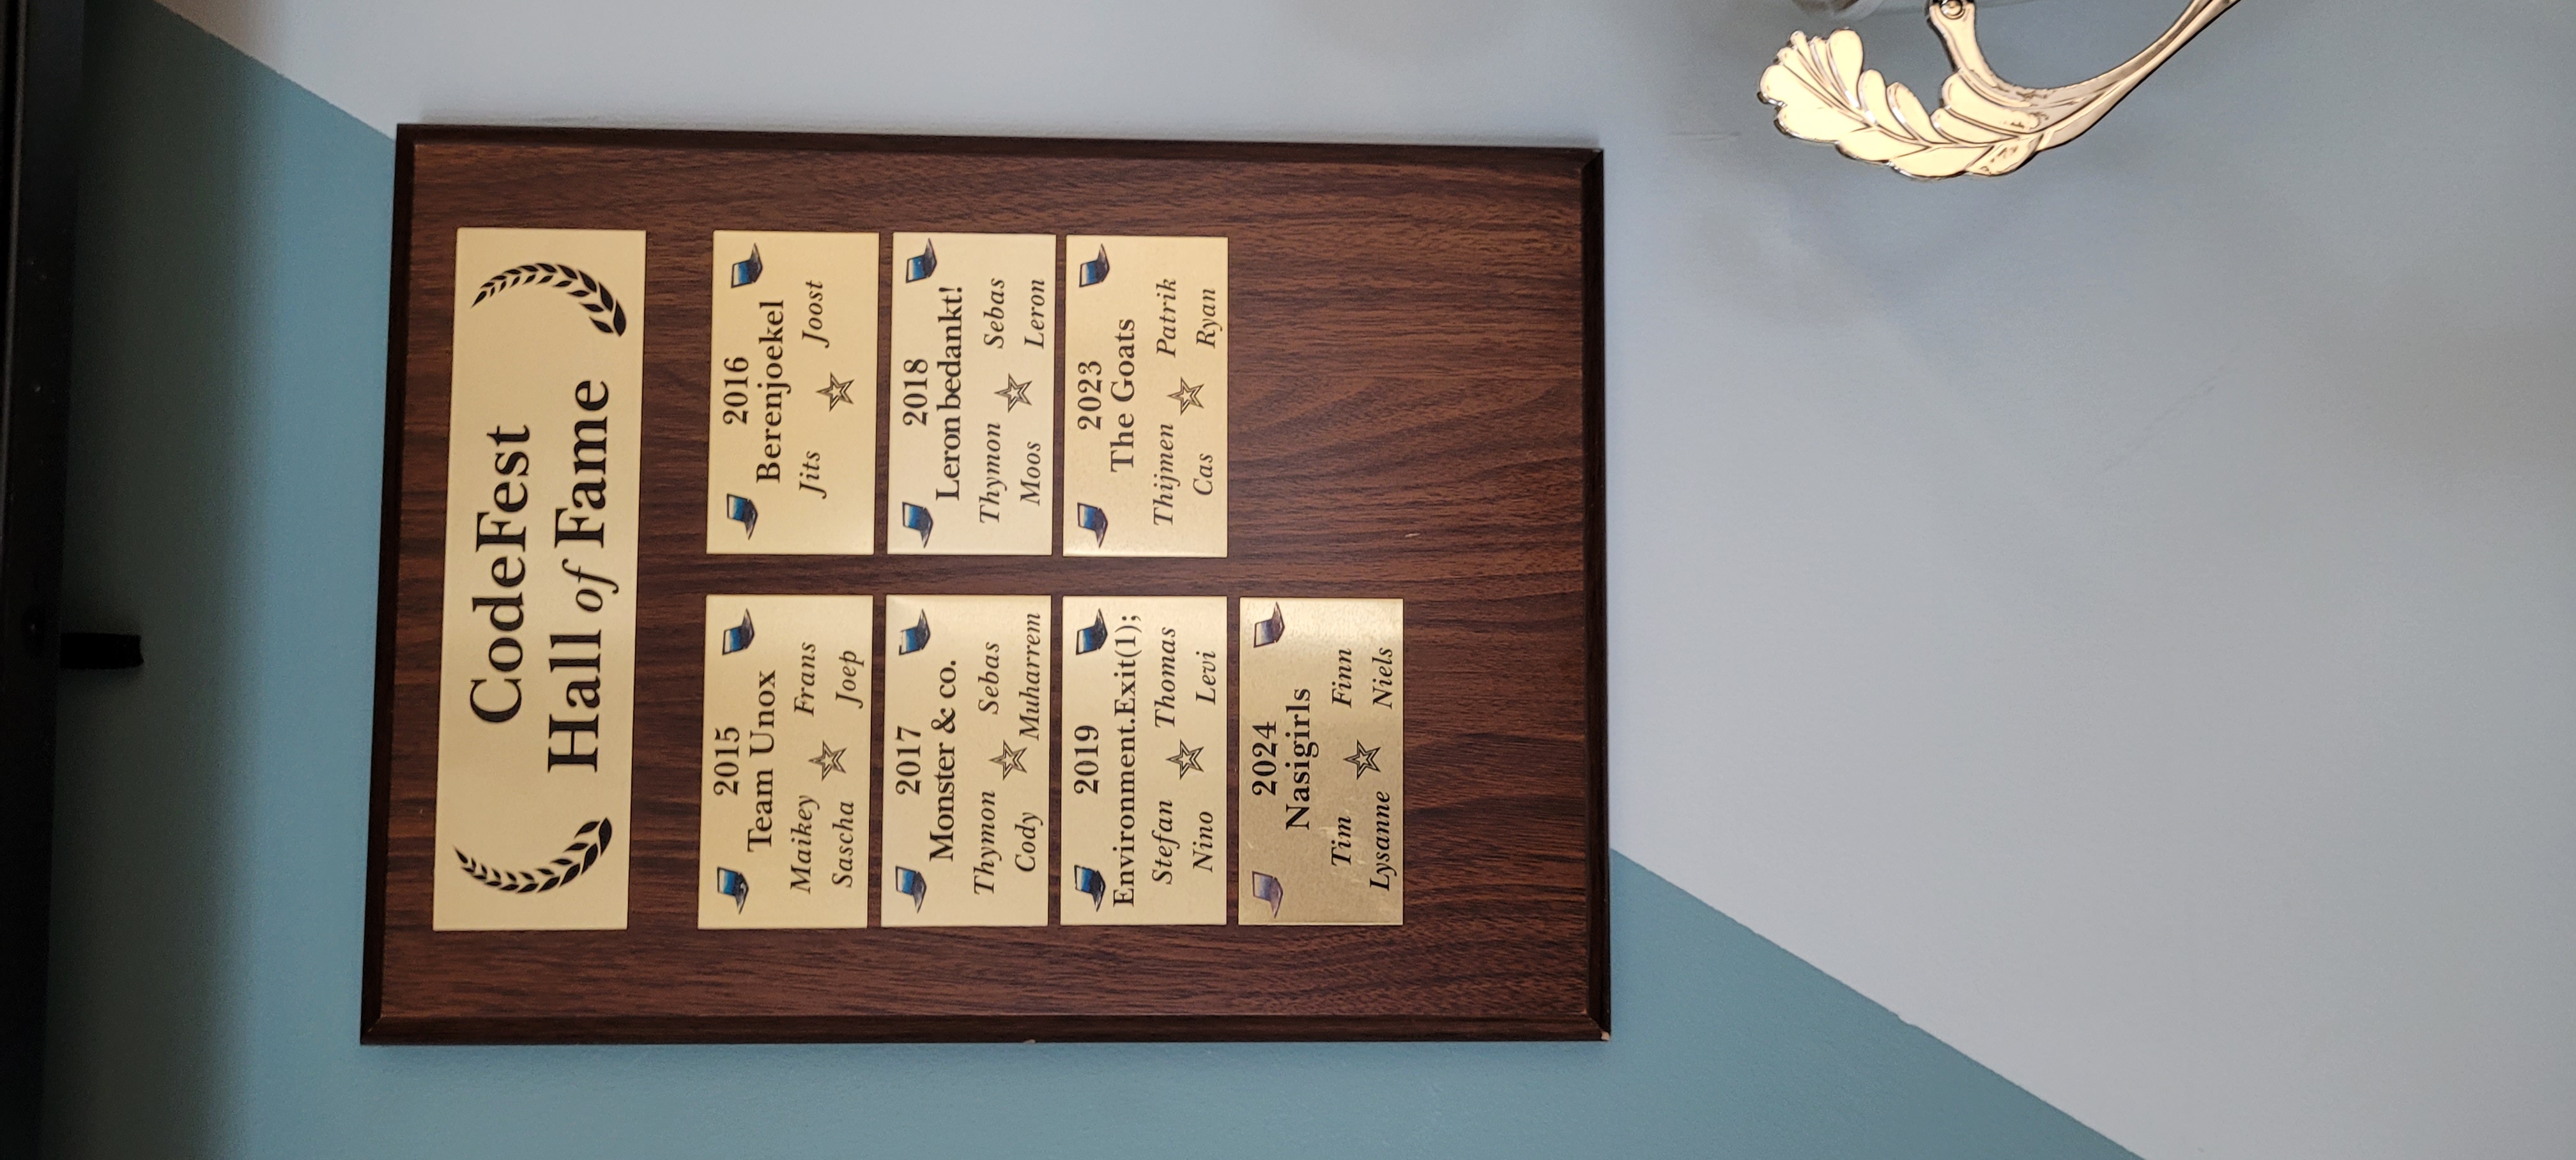 CodeFest
Hall of Fame
2015
Team Unox
Maikey Frans
Sascha Joep
2016
Berenjoekel
Jits Joost
2017
Monster & co.
Thymon Sebas
Cody Muharrem
2018
Leron bedankt!
Thymon Sebas
Moos Leron
2019
Environment.Exit(1);
Stefan Thomas
Nino Levi
2023
The Goats
Thijmen Patrik
Cas Ryan
2024
Nasigirls
Tim Finn
Lysanne Niels